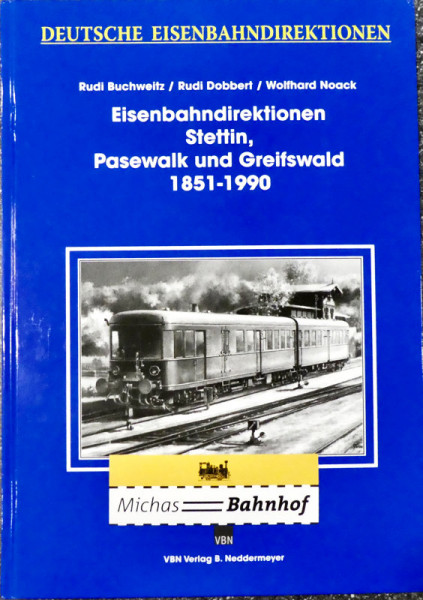 DEUTSCHE EISENBAHNDIREKTIONEN
Rudi Buchweitz / Rudi Dobbert / Wolfhard Noack
Eisenbahndirektionen
Stettin,
Pasewalk und Greifswald
1851-1990
Michas Bahnhof
VBN
VBN Verlag B. Neddermeyer